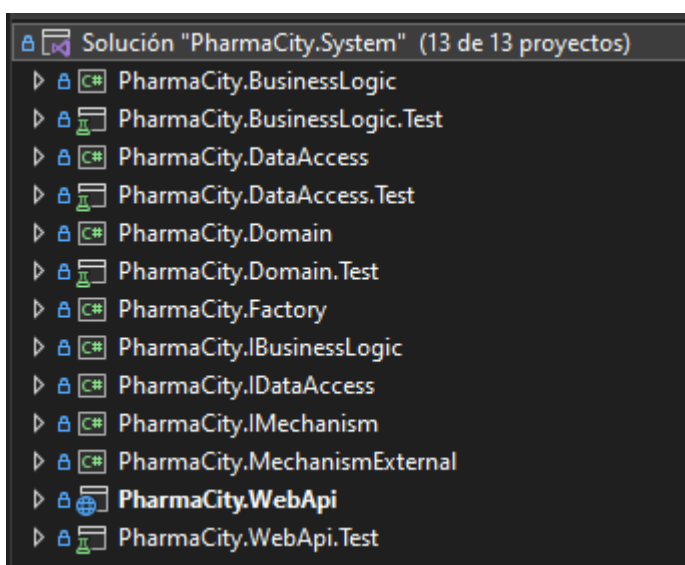 Solución "PharmaCity.System" (13 de 13 proyectos)
C# PharmaCity.BusinessLogic
PharmaCity.BusinessLogic.Test
C# PharmaCity.DataAccess
PharmaCity.DataAccess.Test
C# PharmaCity.Domain
PharmaCity.Domain.Test
C# PharmaCity.Factory
C# PharmaCity.IBusinessLogic
C# PharmaCity.IDataAccess
C# PharmaCity.IMechanism
C# PharmaCity.MechanismExternal
PharmaCity.WebApi
PharmaCity.WebApi.Test